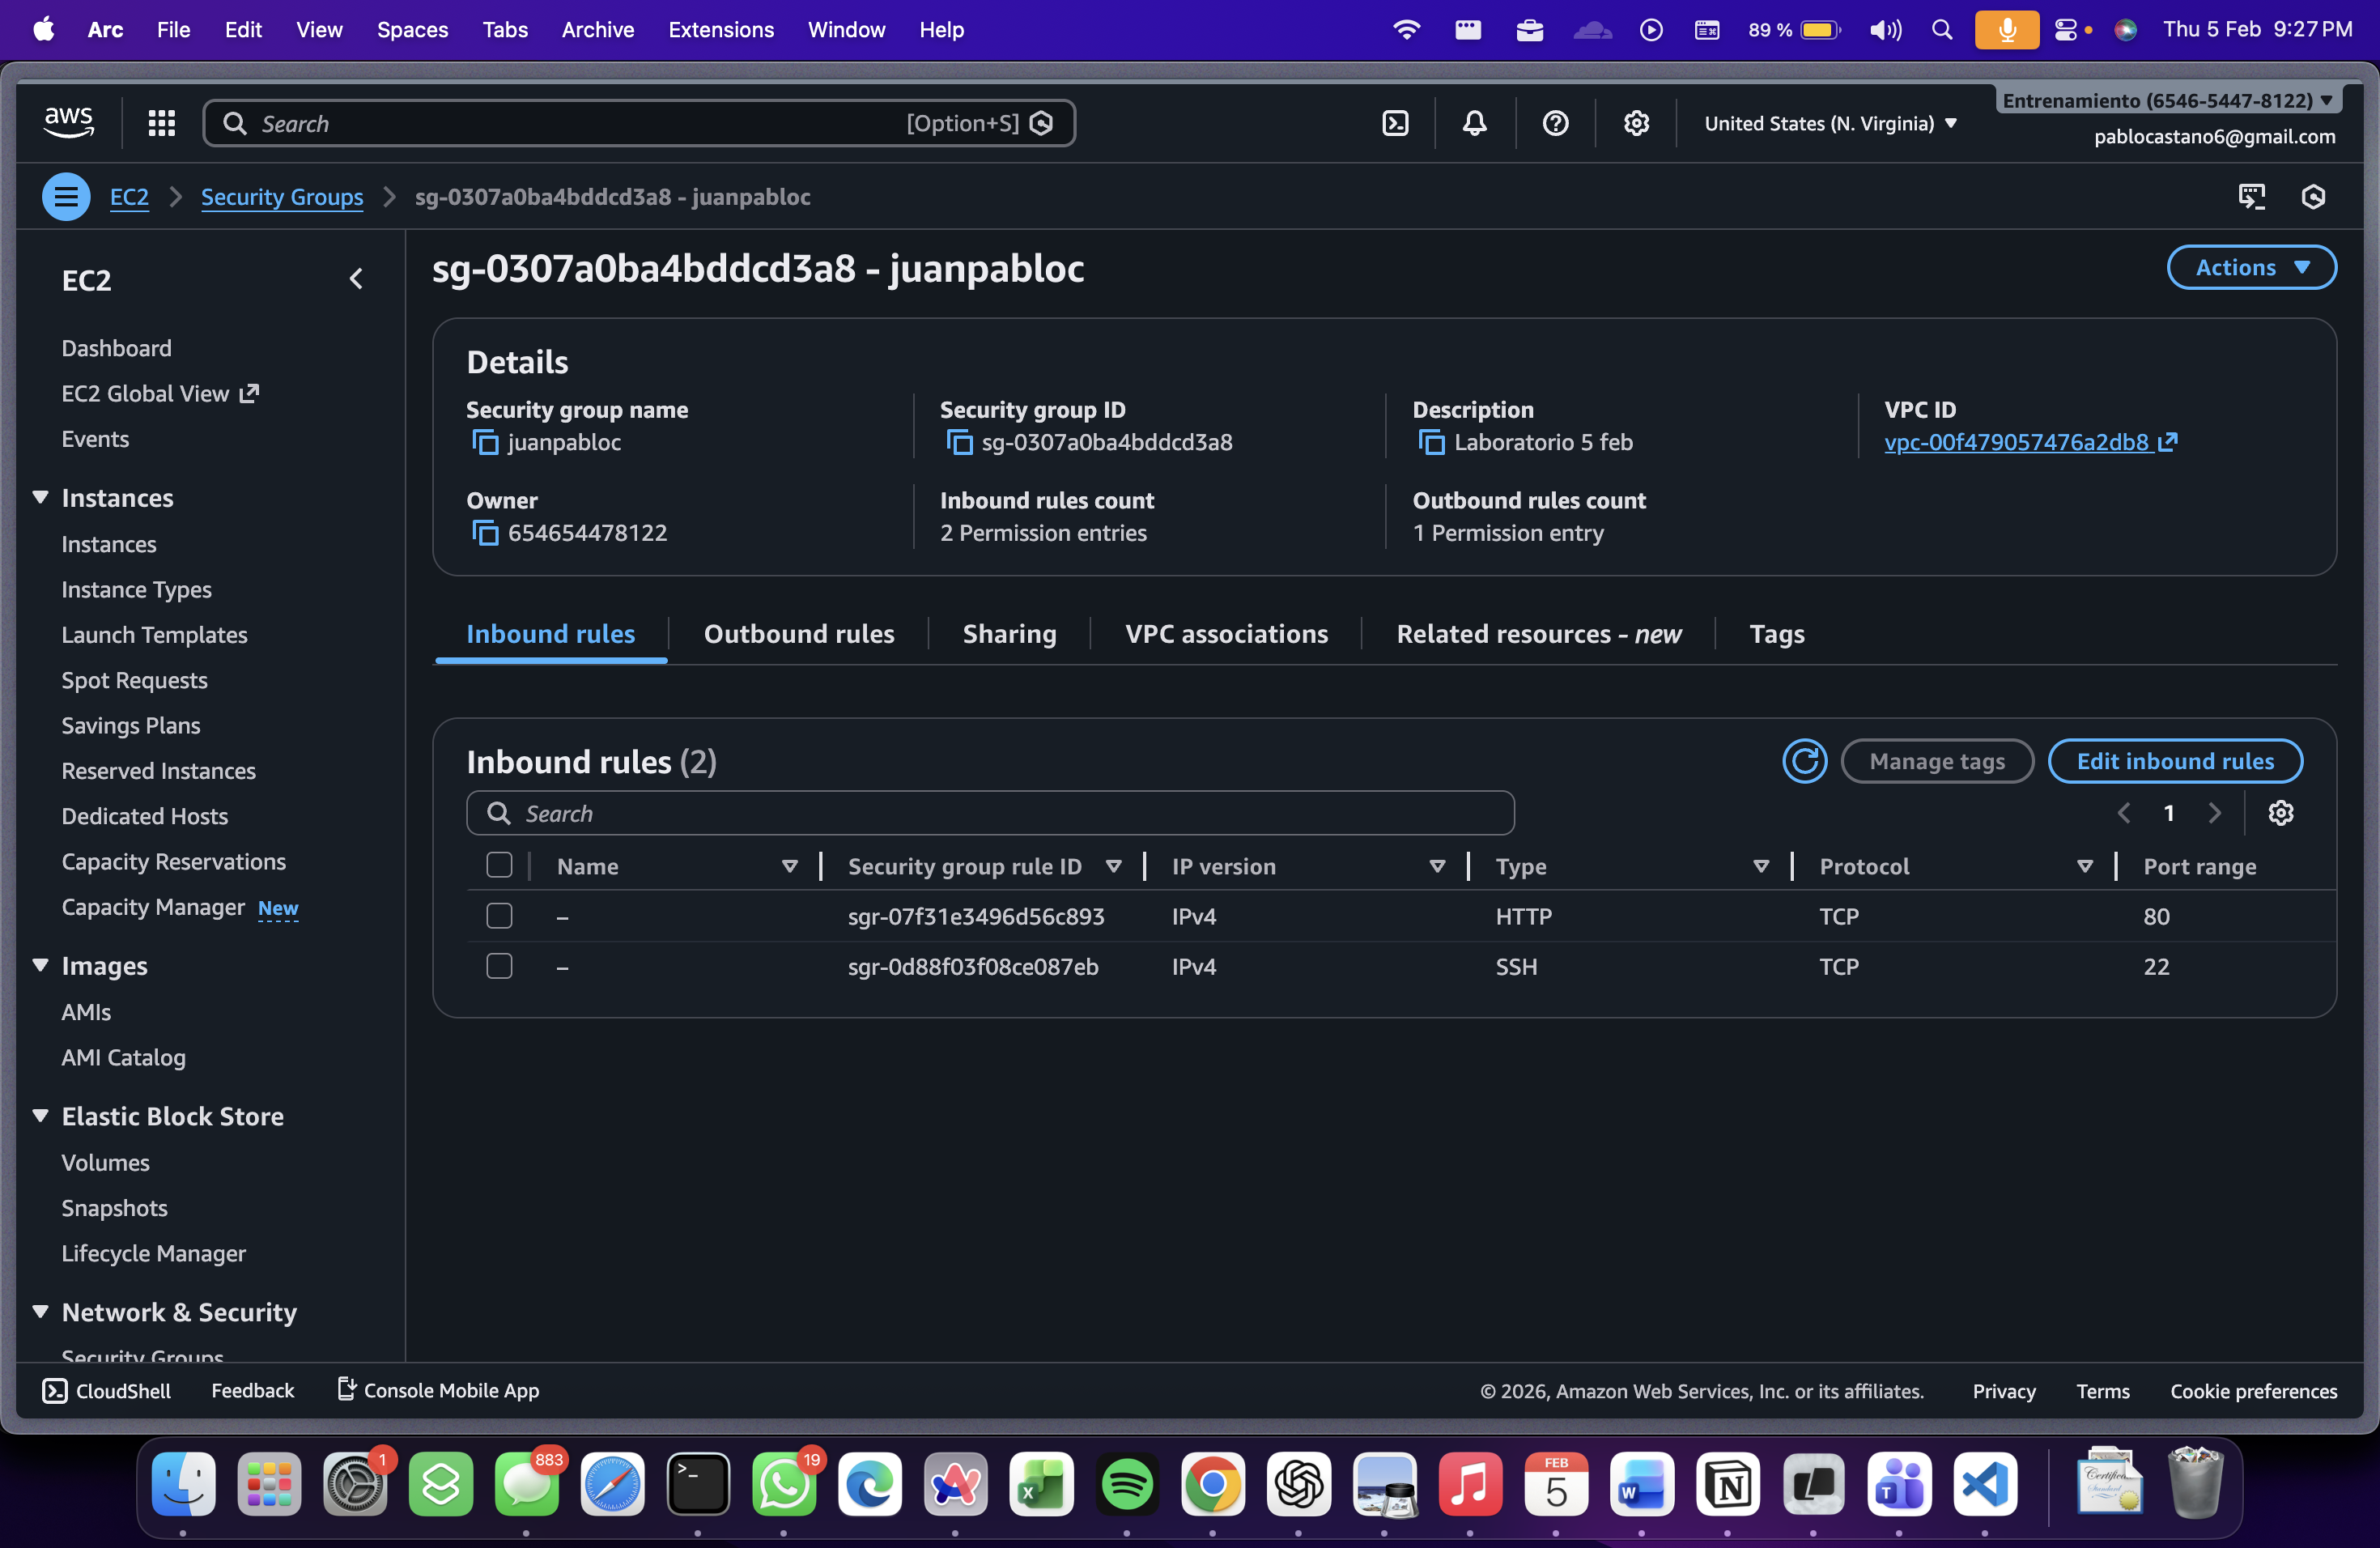 Arc File Edit View Spaces Tabs Archive Extensions Window Help 89 % Thu 5 Feb 9:27 PM
aws Search [Option+S] United States (N. Virginia) Entrenamiento (6546-5447-8122)
pablocastano6@gmail.com
EC2 Security Groups sg-0307a0ba4bddcd3a8 - juanpabloc
EC2
Dashboard
EC2 Global View
Events
Instances
Instances
Instance Types
Launch Templates
Spot Requests
Savings Plans
Reserved Instances
Dedicated Hosts
Capacity Reservations
Capacity Manager New
Images
AMIs
AMI Catalog
Elastic Block Store
Volumes
Snapshots
Lifecycle Manager
Network & Security
Security Groups
sg-0307a0ba4bddcd3a8 - juanpabloc
Actions
Details
Security group name Security group ID Description VPC ID
juanpabloc sg-0307a0ba4bddcd3a8 Laboratorio 5 feb vpc-00f479057476a2db8
Owner Inbound rules count Outbound rules count
654654478122 2 Permission entries 1 Permission entry
Inbound rules Outbound rules Sharing VPC associations Related resources - new Tags
Inbound rules (2) Manage tags Edit inbound rules
Search 1
Name Security group rule ID IP version Type Protocol Port range
– sgr-07f31e3496d56c893 IPv4 HTTP TCP 80
– sgr-0d88f03f08ce087eb IPv4 SSH TCP 22
CloudShell Feedback Console Mobile App © 2026, Amazon Web Services, Inc. or its affiliates. Privacy Terms Cookie preferences
1 883 19 FEB
5